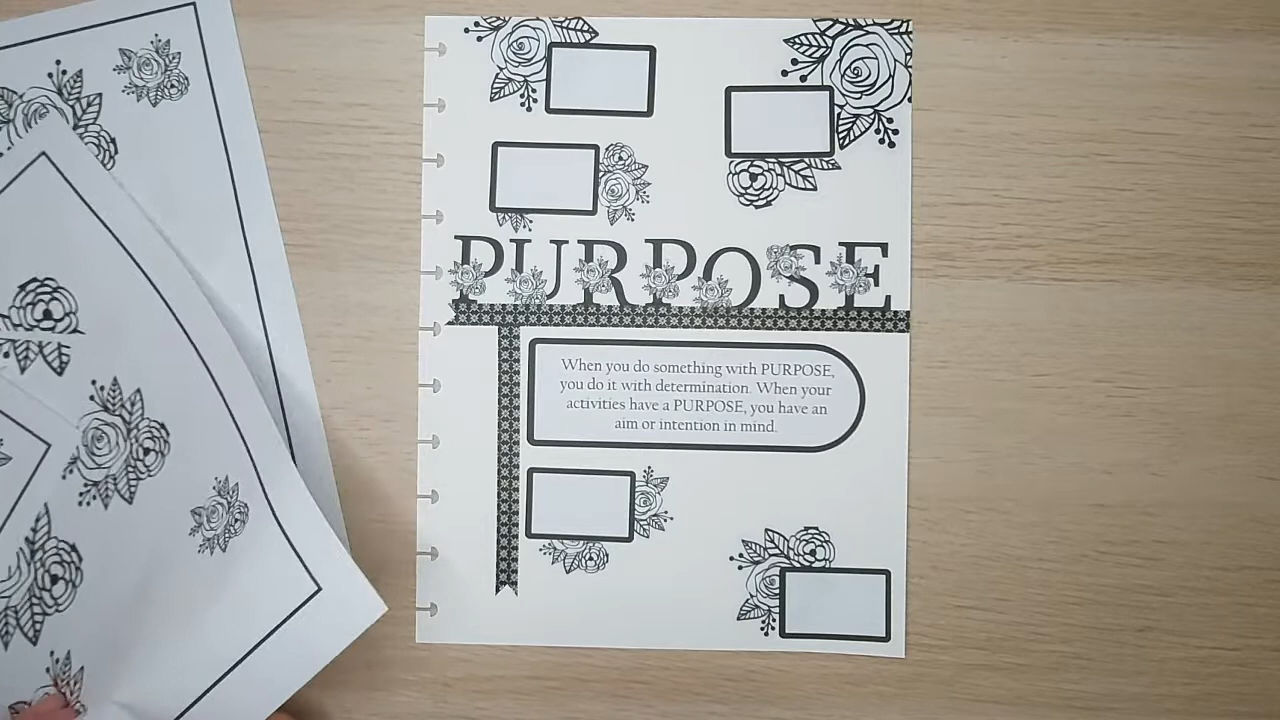 PURPOSE
When you do something with PURPOSE,
you do it with determination. When your
activities have a PURPOSE, you have an
aim or intention in mind.